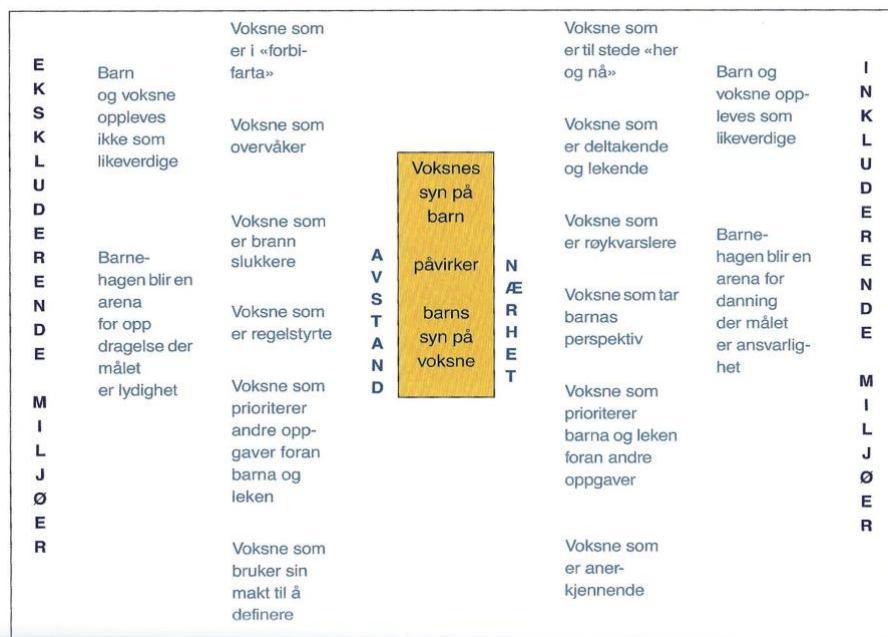 EKSKLUDERENDE MILJØER
Barn
og voksne
oppleves
ikke som
likeverdige
Barne-
hagen blir en
arena
for opp
dragelse der
målet
er lydighet
Voksne som
er i «forbi-
farta»
Voksne som
overvåker
Voksne som
er brann
slukkere
Voksne som
er regelstyrte
Voksne som
prioriterer
andre opp-
gaver foran
barna og
leken
Voksne som
bruker sin
makt til å
definere
AVSTAND
Voksnes
syn på
barn
påvirker
barns
syn på
voksne
NÆRHET
Voksne som
er til stede «her
og nå»
Voksne som
er deltakende
og lekende
Voksne som
er røykvarslere
Voksne som tar
barnas
perspektiv
Voksne som
prioriterer
barna og leken
foran andre
oppgaver
Voksne som
er aner-
kjennende
Barn og
voksne opp-
leves som
likeverdige
Barne-
hagen blir en
arena for
danning
der målet
er ansvarlig-
het
INKLUDERENDE MILJØER